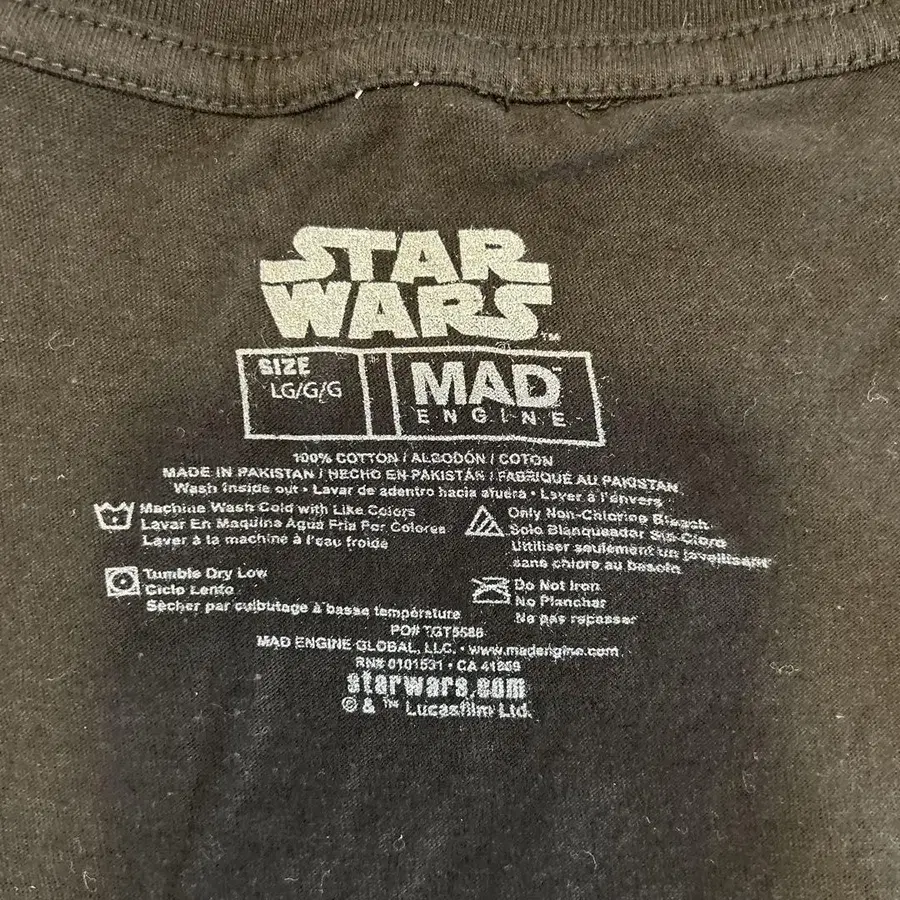 STAR
WARS™
SIZE
LG/G/G
MAD™
ENGINE
100% COTTON / ALGODÓN / COTON
MADE IN PAKISTAN / HECHO EN PAKISTÁN / FABRIQUÉ AU PAKISTAN
Wash Inside out • Lavar de adentro hacia afuera • Laver à l'envers
Machine Wash Cold with Like Colors
Lavar En Maquina Agua Fria Por Colores
Laver à la machine à l'eau froide
Only Non-Chlorine Bleach
Solo Blanqueador Sin Cloro
Utiliser seulement un javellisant
sans chlore au besoin
Tumble Dry Low
Ciclo Lento
Sécher par culbutage à basse température
Do Not Iron
No Planchar
Ne pas repasser
PO# TGT5586
MAD ENGINE GLOBAL, LLC. • www.madengine.com
RN# 0101531 • CA 41869
starwars.com
© & ™ Lucasfilm Ltd.